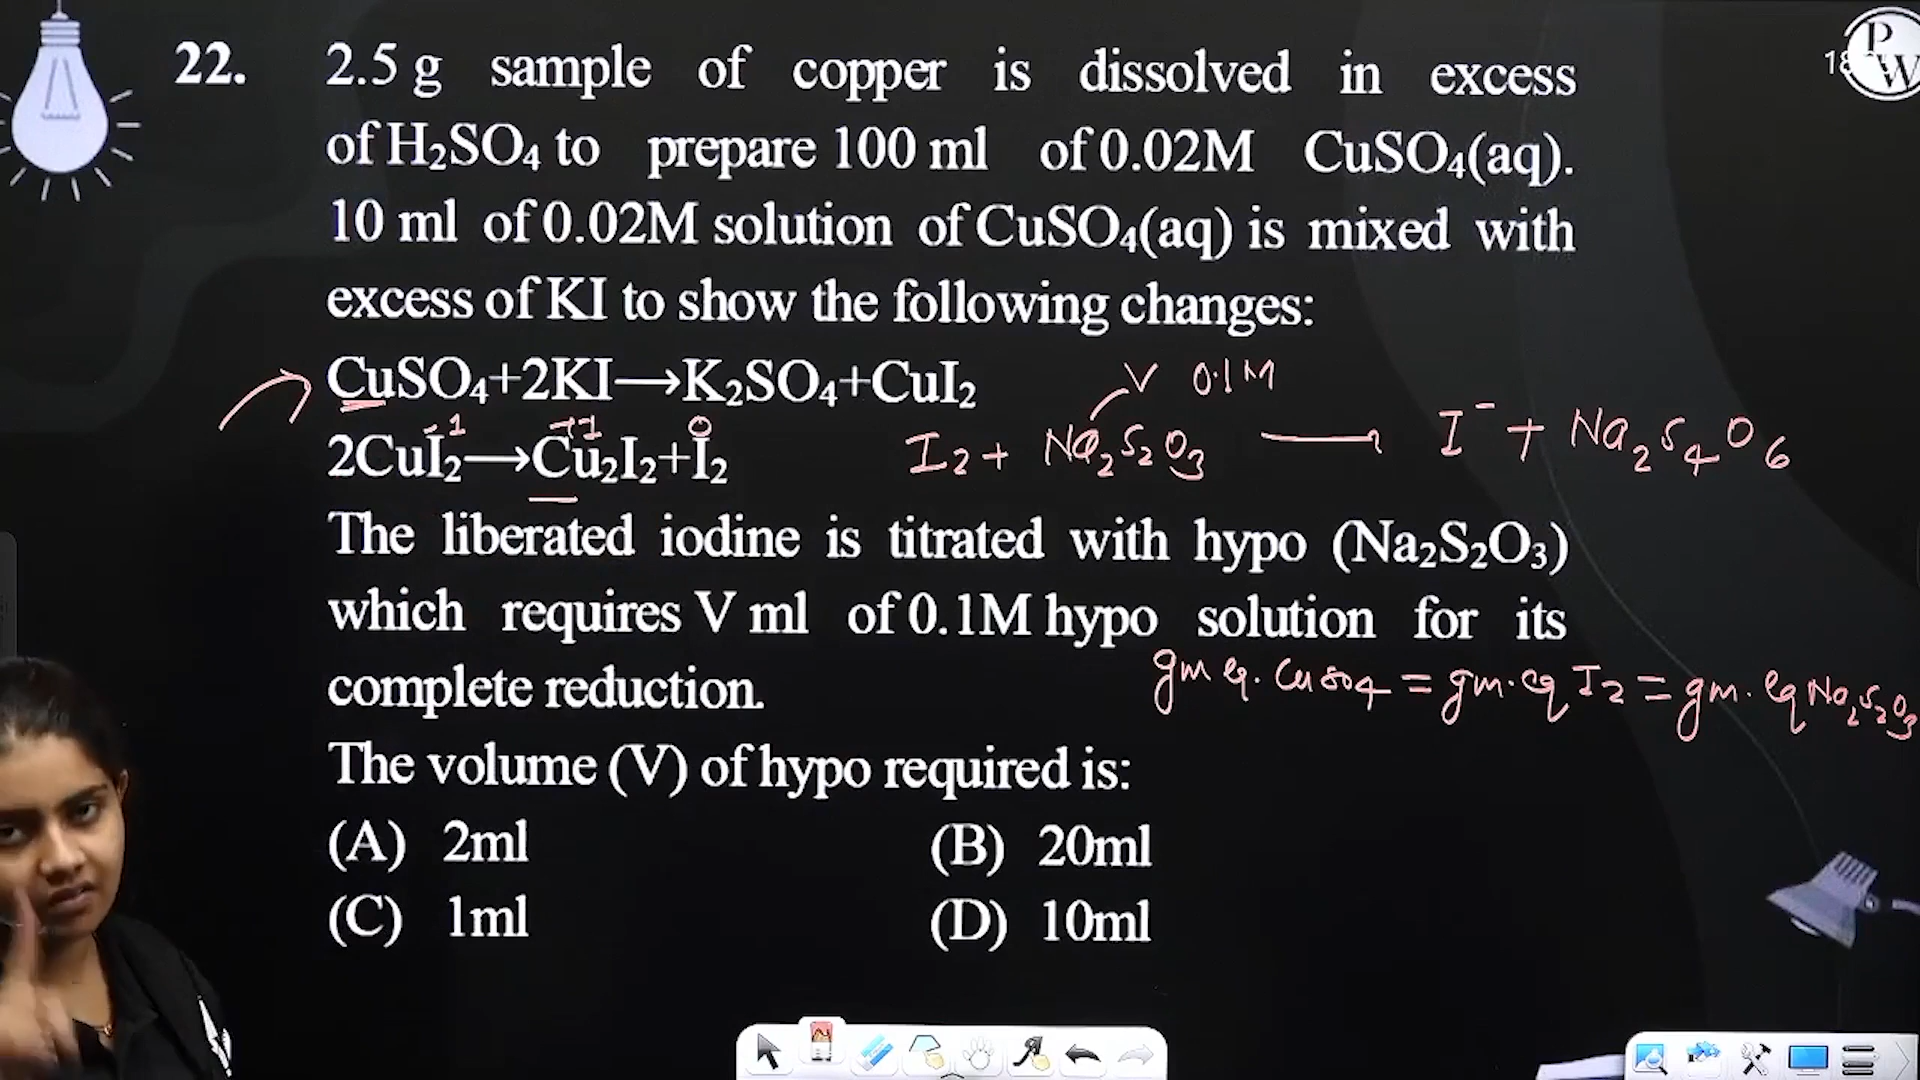 22. 2.5 g sample of copper is dissolved in excess
of H₂SO₄ to prepare 100 ml of 0.02M CuSO₄(aq).
10 ml of 0.02M solution of CuSO₄(aq) is mixed with
excess of KI to show the following changes:
CuSO₄+2KI⟶K₂SO₄+CuI₂
V 0.1M
-1 +1 0
2CuI₂⟶Cu₂I₂+I₂
I₂ + Na₂S₂O₃ ⟶ I⁻ + Na₂S₄O₆
The liberated iodine is titrated with hypo (Na₂S₂O₃)
which requires V ml of 0.1M hypo solution for its
complete reduction.
gm eq. CuSO₄ = gm. eq I₂ = gm. eq Na₂S₂O₃
The volume (V) of hypo required is:
(A) 2ml (B) 20ml
(C) 1ml (D) 10ml
PW